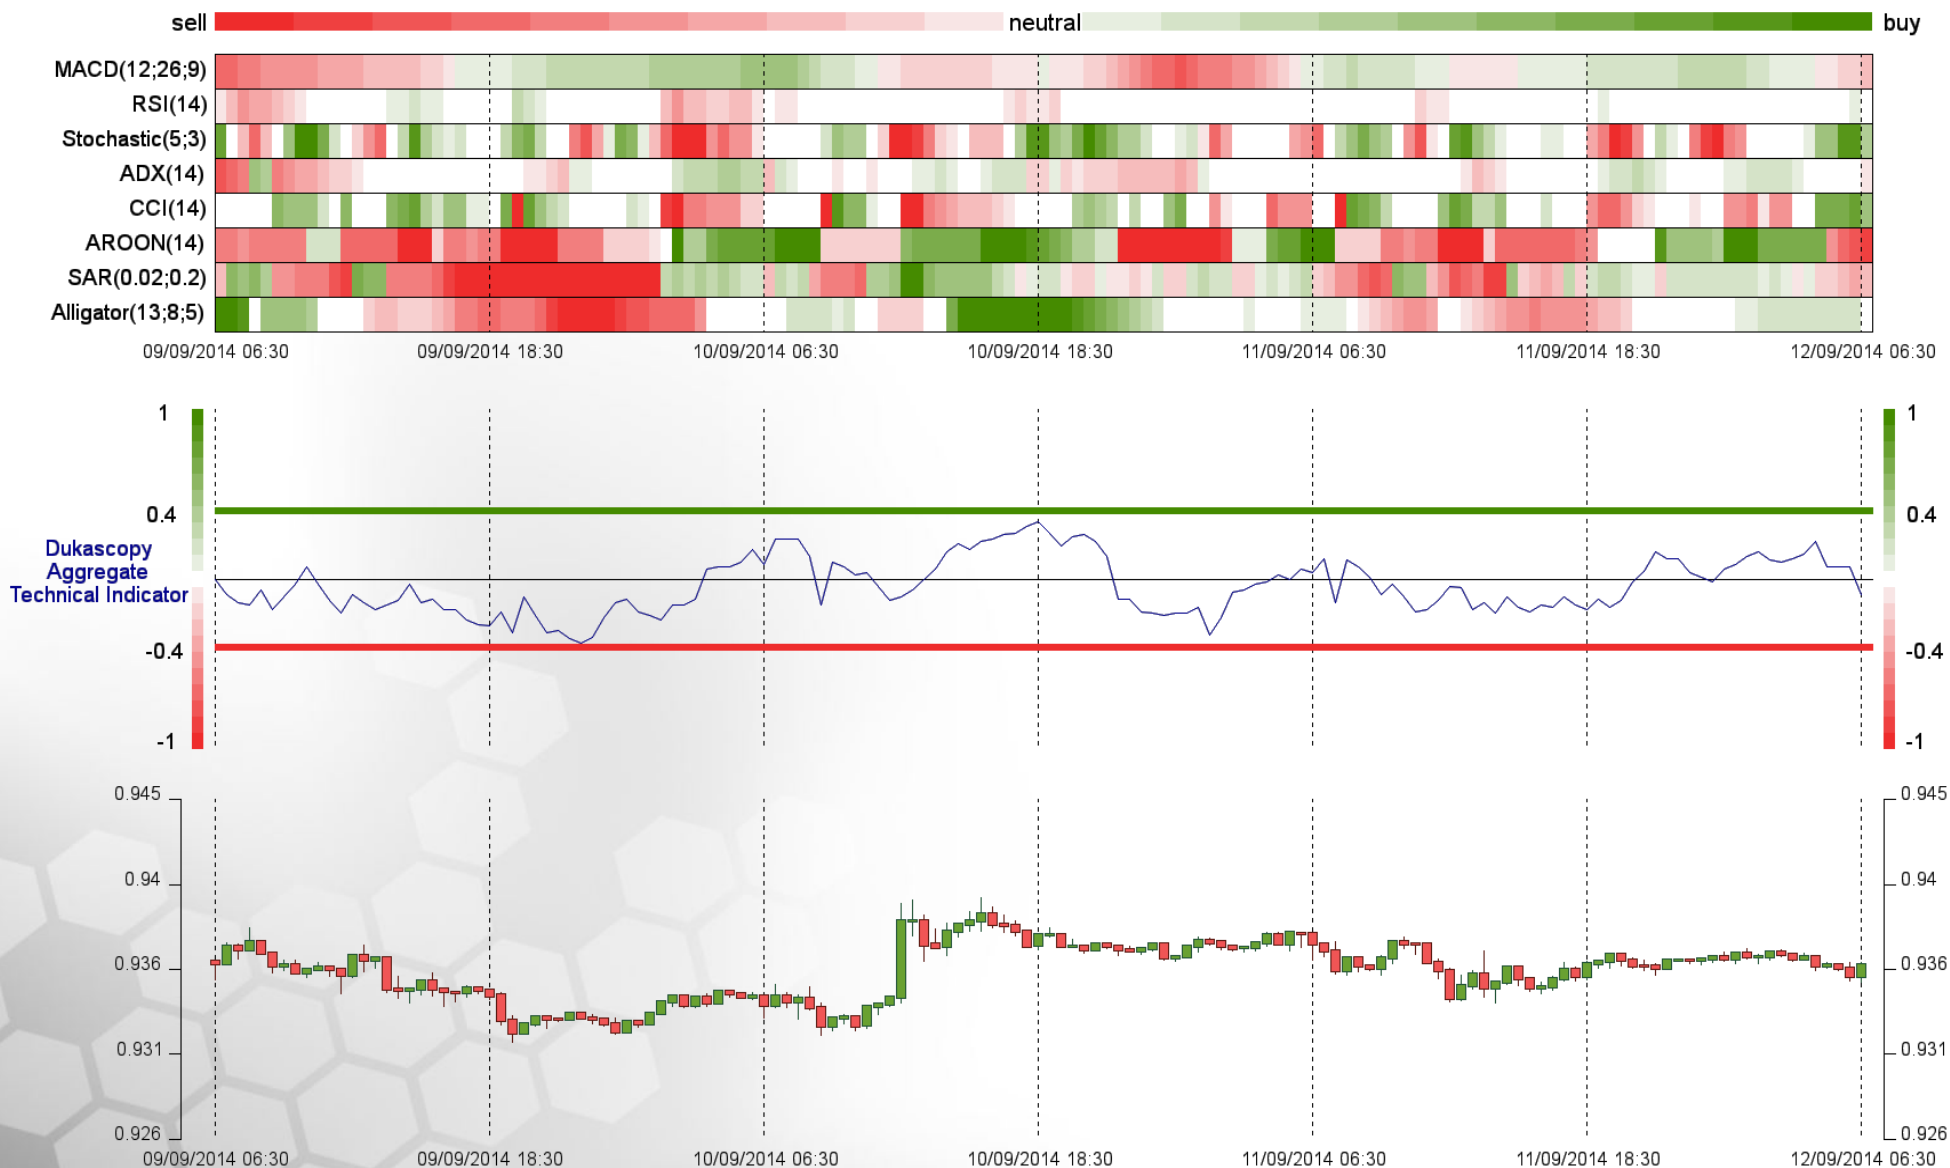 sell neutral buy
MACD(12;26;9)
RSI(14)
Stochastic(5;3)
ADX(14)
CCI(14)
AROON(14)
SAR(0.02;0.2)
Alligator(13;8;5)
09/09/2014 06:30 09/09/2014 18:30 10/09/2014 06:30 10/09/2014 18:30 11/09/2014 06:30 11/09/2014 18:30 12/09/2014 06:30
1 1
0.4 0.4
Dukascopy
Aggregate
Technical Indicator
-0.4 -0.4
-1 -1
0.945 0.945
0.94 0.94
0.936 0.936
0.931 0.931
0.926 0.926
09/09/2014 06:30 09/09/2014 18:30 10/09/2014 06:30 10/09/2014 18:30 11/09/2014 06:30 11/09/2014 18:30 12/09/2014 06:30